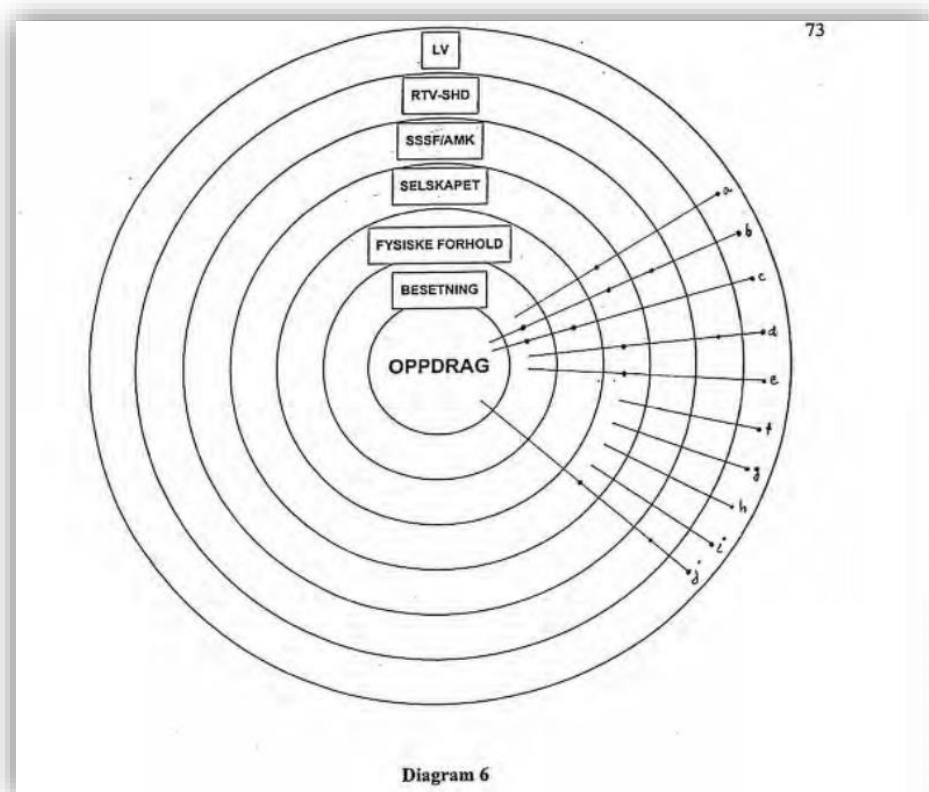 73
LV
RTV-SHD
SSSF/AMK
SELSKAPET
FYSISKE FORHOLD
BESETNING
OPPDRAG
a
b
c
d
e
f
g
h
i
j
Diagram 6